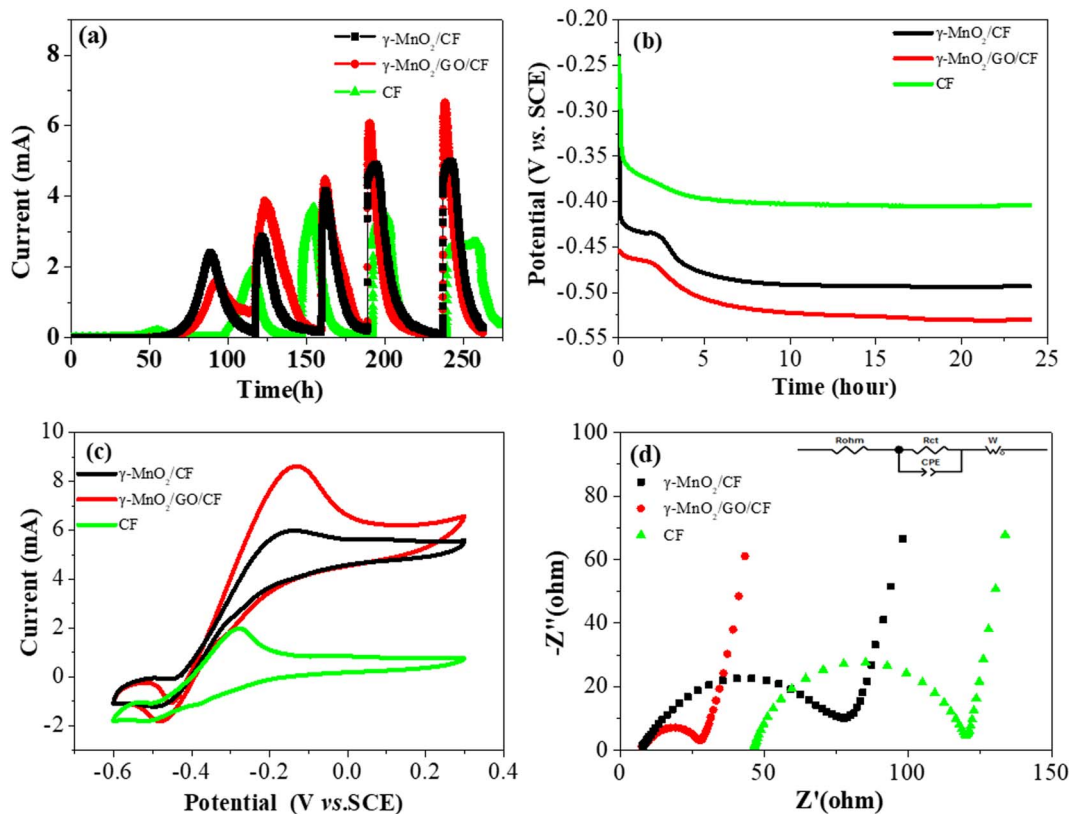 (a)
γ-MnO₂/CF
γ-MnO₂/GO/CF
CF
Current (mA)
8
6
4
2
0
0 50 100 150 200 250
Time(h)
(b)
γ-MnO₂/CF
γ-MnO₂/GO/CF
CF
Potential (V vs. SCE)
-0.20
-0.25
-0.30
-0.35
-0.40
-0.45
-0.50
-0.55
0 5 10 15 20 25
Time (hour)
(c)
γ-MnO₂/CF
γ-MnO₂/GO/CF
CF
Current (mA)
10
8
6
4
2
0
-2
-0.6 -0.4 -0.2 0.0 0.2 0.4
Potential (V vs.SCE)
(d)
Rohm Rct W
CPE
γ-MnO₂/CF
γ-MnO₂/GO/CF
CF
-Z''(ohm)
100
80
60
40
20
0
0 50 100 150
Z'(ohm)